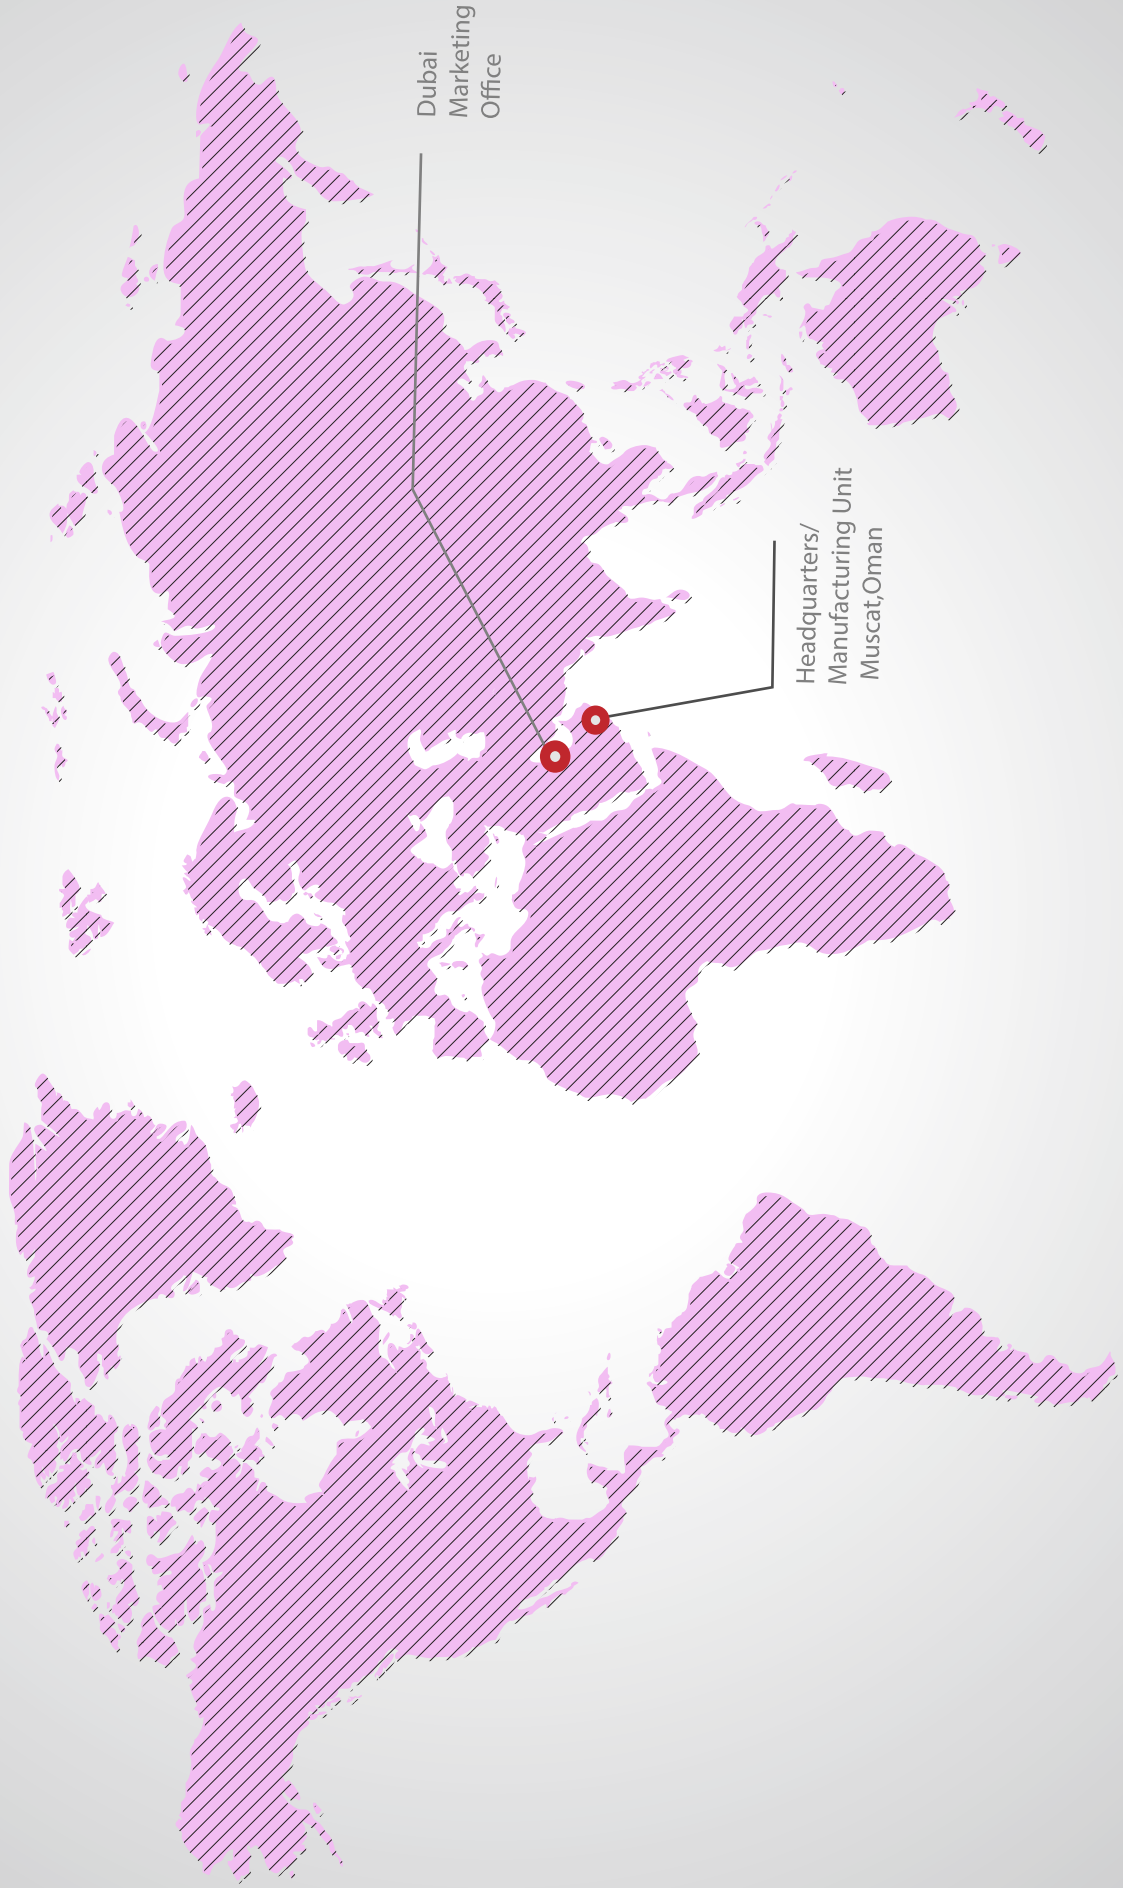 Dubai
Marketing
Office
Headquarters/
Manufacturing Unit
Muscat,Oman